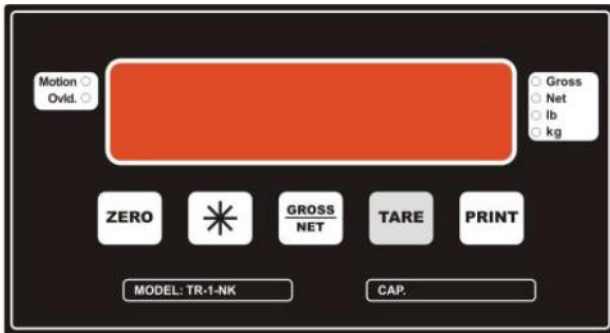 Motion
Ovld.
Gross
Net
lb
kg
ZERO
GROSS
NET
TARE
PRINT
MODEL: TR-1-NK
CAP.